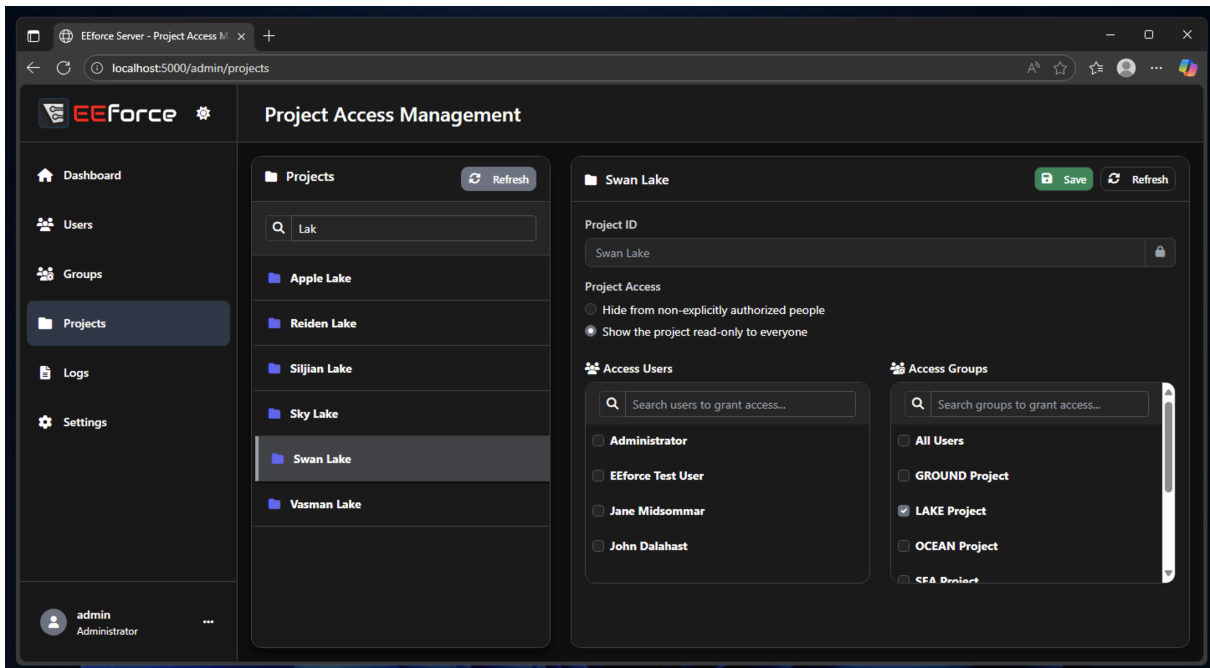 EEforce Server - Project Access M
localhost:5000/admin/projects
EEForce
Project Access Management
Dashboard
Users
Groups
Projects
Logs
Settings
admin
Administrator
Projects
Refresh
Lak
Apple Lake
Reiden Lake
Siljian Lake
Sky Lake
Swan Lake
Vasman Lake
Swan Lake
Save
Refresh
Project ID
Swan Lake
Project Access
Hide from non-explicitly authorized people
Show the project read-only to everyone
Access Users
Search users to grant access...
Administrator
EEforce Test User
Jane Midsommar
John Dalahast
Access Groups
Search groups to grant access...
All Users
GROUND Project
LAKE Project
OCEAN Project
SEA Project